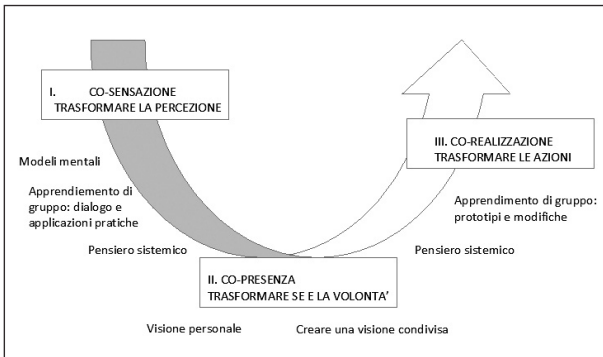 I. CO-SENSAZIONE
TRASFORMARE LA PERCEZIONE
Modeli mentali
Apprendiemento di
gruppo: dialogo e
applicazioni pratiche
Pensiero sistemico
II. CO-PRESENZA
TRASFORMARE SE E LA VOLONTA’
Visione personale
Creare una visione condivisa
III. CO-REALIZZAZIONE
TRASFORMARE LE AZIONI
Apprendimento di gruppo:
prototipi e modifiche
Pensiero sistemico